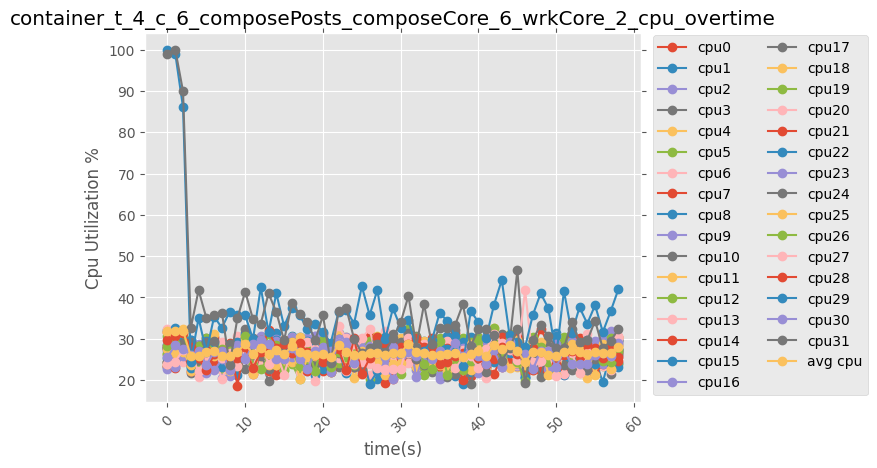 container_t_4_c_6_composePosts_composeCore_6_wrkCore_2_cpu_overtime
Cpu Utilization %
100
90
80
70
60
50
40
30
20
0
10
20
30
40
50
60
time(s)
cpu0
cpu1
cpu2
cpu3
cpu4
cpu5
cpu6
cpu7
cpu8
cpu9
cpu10
cpu11
cpu12
cpu13
cpu14
cpu15
cpu16
cpu17
cpu18
cpu19
cpu20
cpu21
cpu22
cpu23
cpu24
cpu25
cpu26
cpu27
cpu28
cpu29
cpu30
cpu31
avg cpu